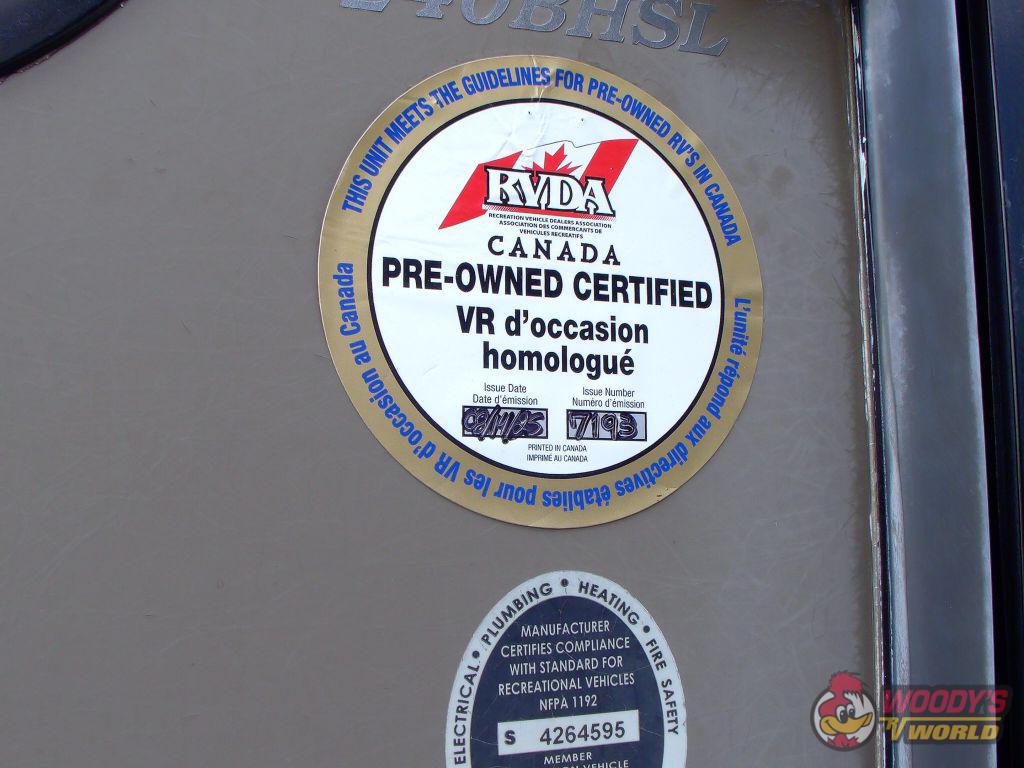 240BHSL
THIS UNIT MEETS THE GUIDELINES FOR PRE-OWNED RV'S IN CANADA
RVDA
RECREATION VEHICLE DEALERS ASSOCIATION
ASSOCIATION DES COMMERCANTS DE
VEHICULES RECREATIFS
CANADA
PRE-OWNED CERTIFIED
VR d'occasion
homologué
Issue Date
Date d'émission
Issue Number
Numéro d'émission
7193
PRINTED IN CANADA
IMPRIMÉ AU CANADA
L'unité répond aux directives établies pour les VR d'occasion au Canada
ELECTRICAL • PLUMBING • HEATING • FIRE SAFETY
MANUFACTURER
CERTIFIES COMPLIANCE
WITH STANDARD FOR
RECREATIONAL VEHICLES
NFPA 1192
S 4264595
MEMBER
VEHICLE
WOODY'S
RV WORLD